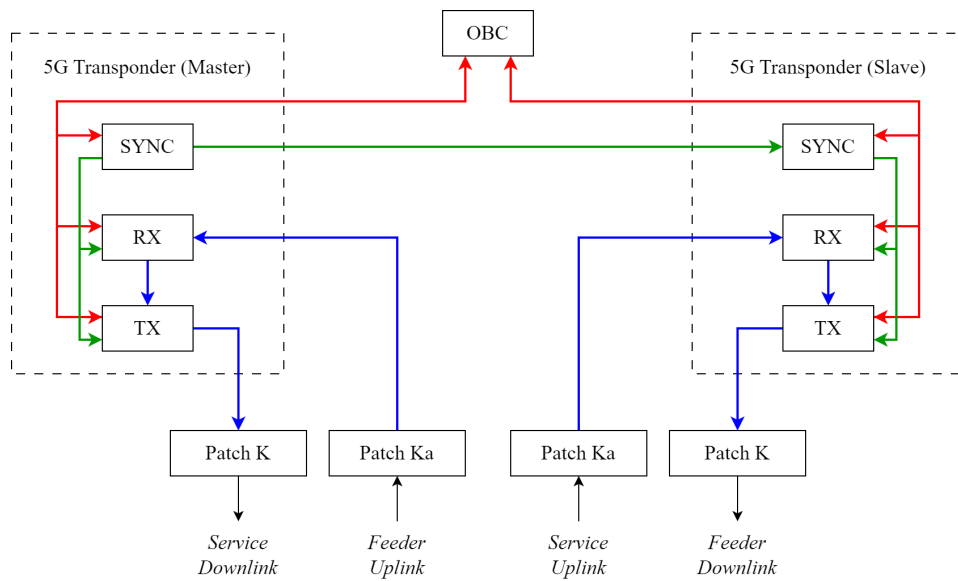 OBC
5G Transponder (Master)
5G Transponder (Slave)
SYNC
SYNC
RX
RX
TX
TX
Patch K
Patch Ka
Patch Ka
Patch K
Service
Downlink
Feeder
Uplink
Service
Uplink
Feeder
Downlink